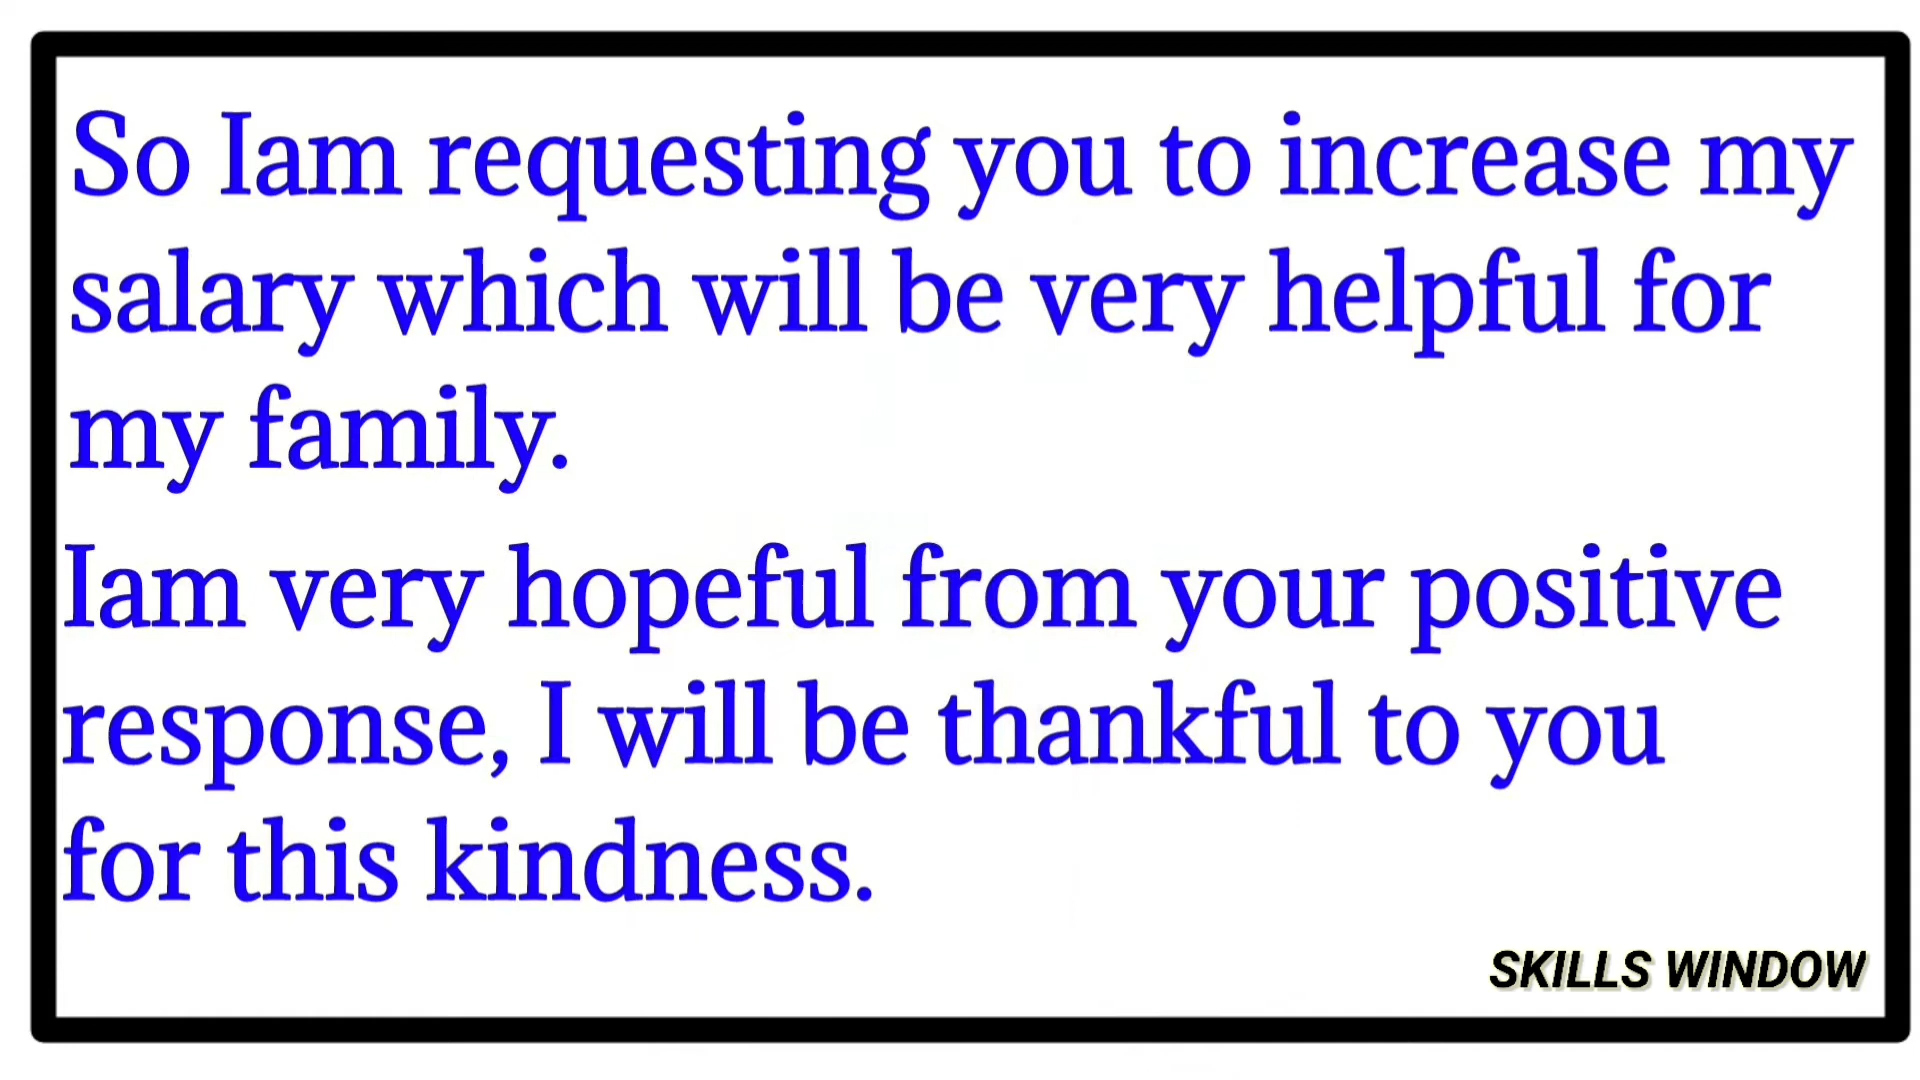 So Iam requesting you to increase my
salary which will be very helpful for
my family.
Iam very hopeful from your positive
response, I will be thankful to you
for this kindness.
SKILLS WINDOW